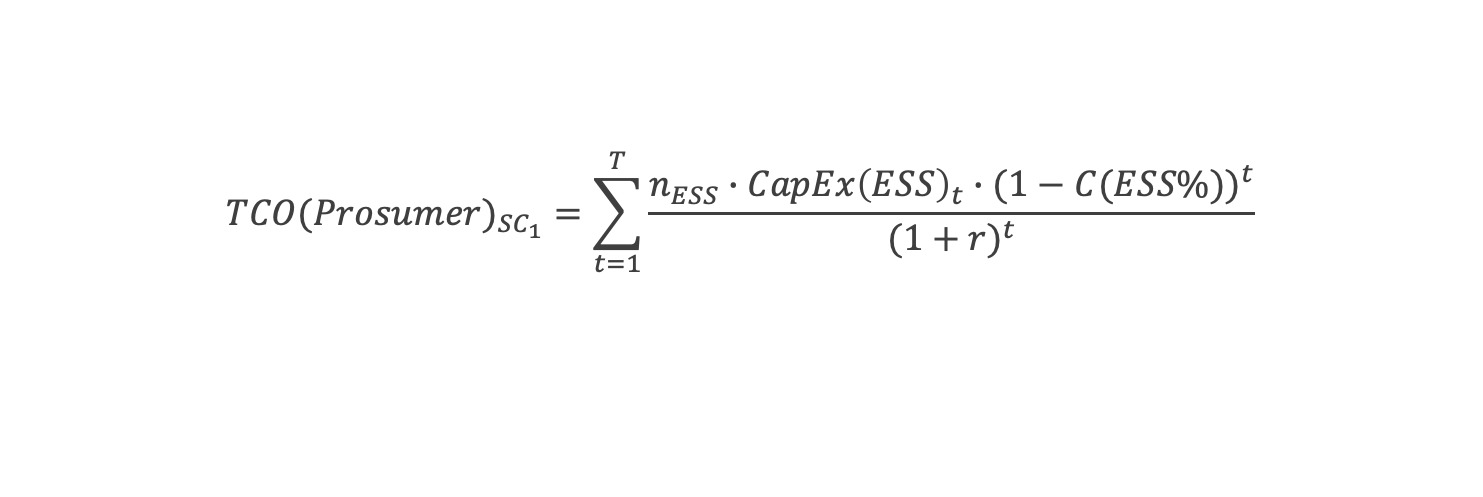 TCO(Prosumer)_{SC_1} = \sum_{t=1}^{T} \frac{n_{ESS} \cdot CapEx(ESS)_t \cdot (1 - C(ESS\%))^t}{(1 + r)^t}